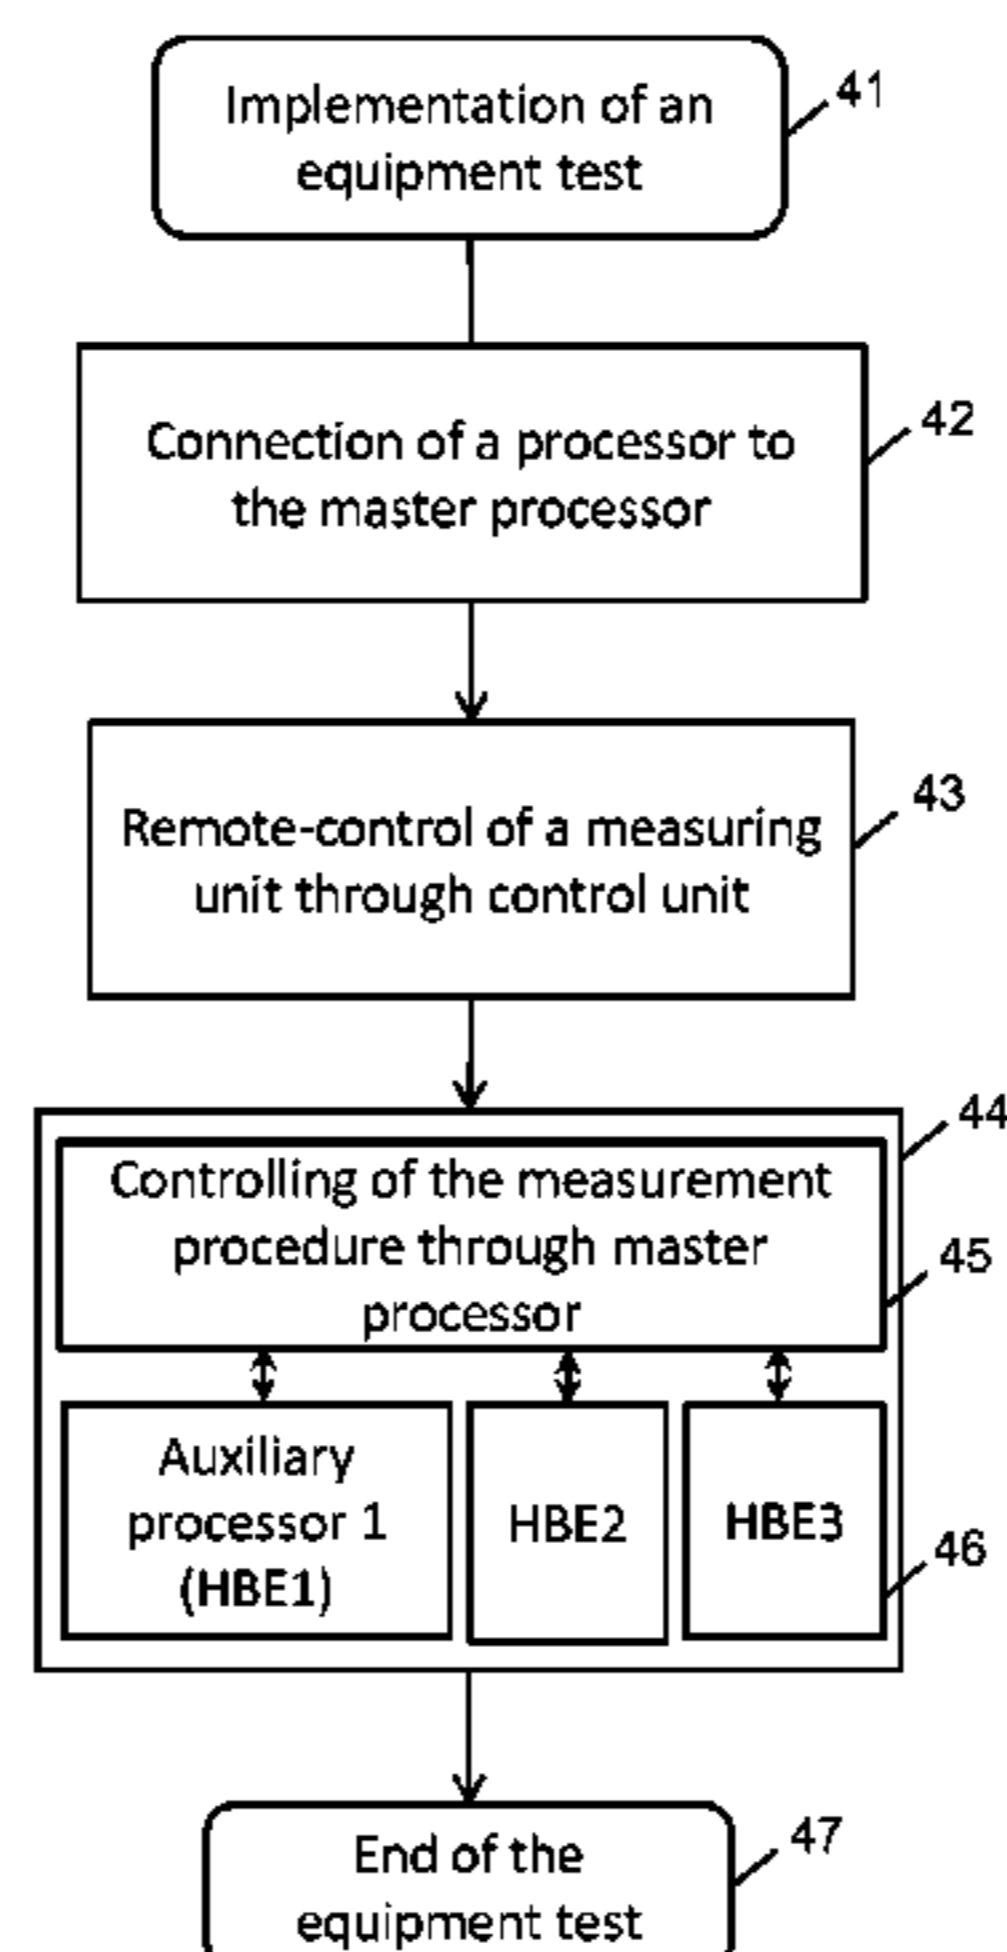 Implementation of an
equipment test
41
Connection of a processor to
the master processor
42
Remote-control of a measuring
unit through control unit
43
44
Controlling of the measurement
procedure through master
processor
45
Auxiliary
processor 1
(HBE1)
HBE2
HBE3
46
End of the
equipment test
47